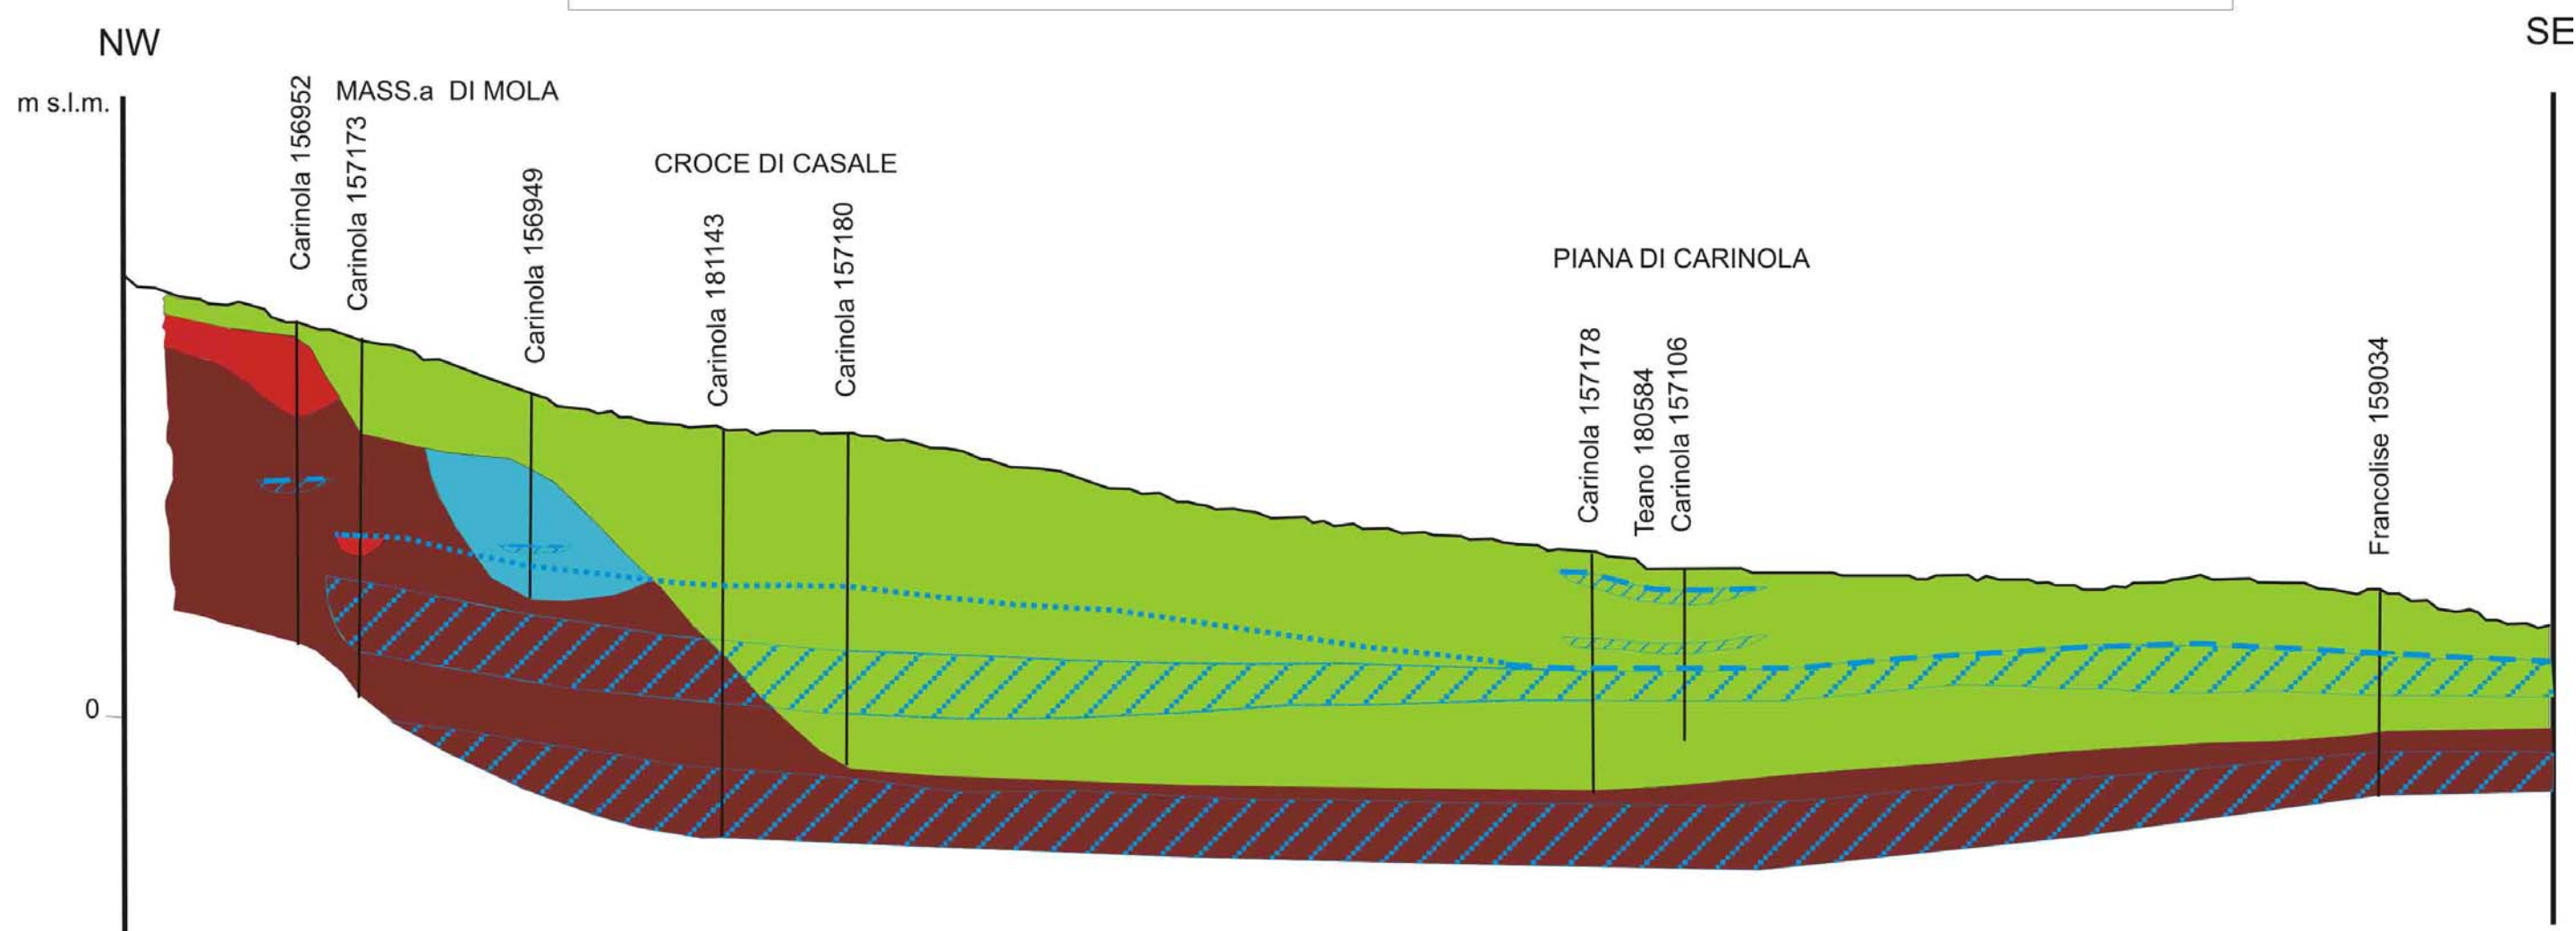 NW
SE
m s.l.m.
MASS.a DI MOLA
CROCE DI CASALE
PIANA DI CARINOLA
Carinola 156952
Carinola 157173
Carinola 156949
Carinola 181143
Carinola 157180
Carinola 157178
Teano 180584
Carinola 157106
Francolise 159034
0